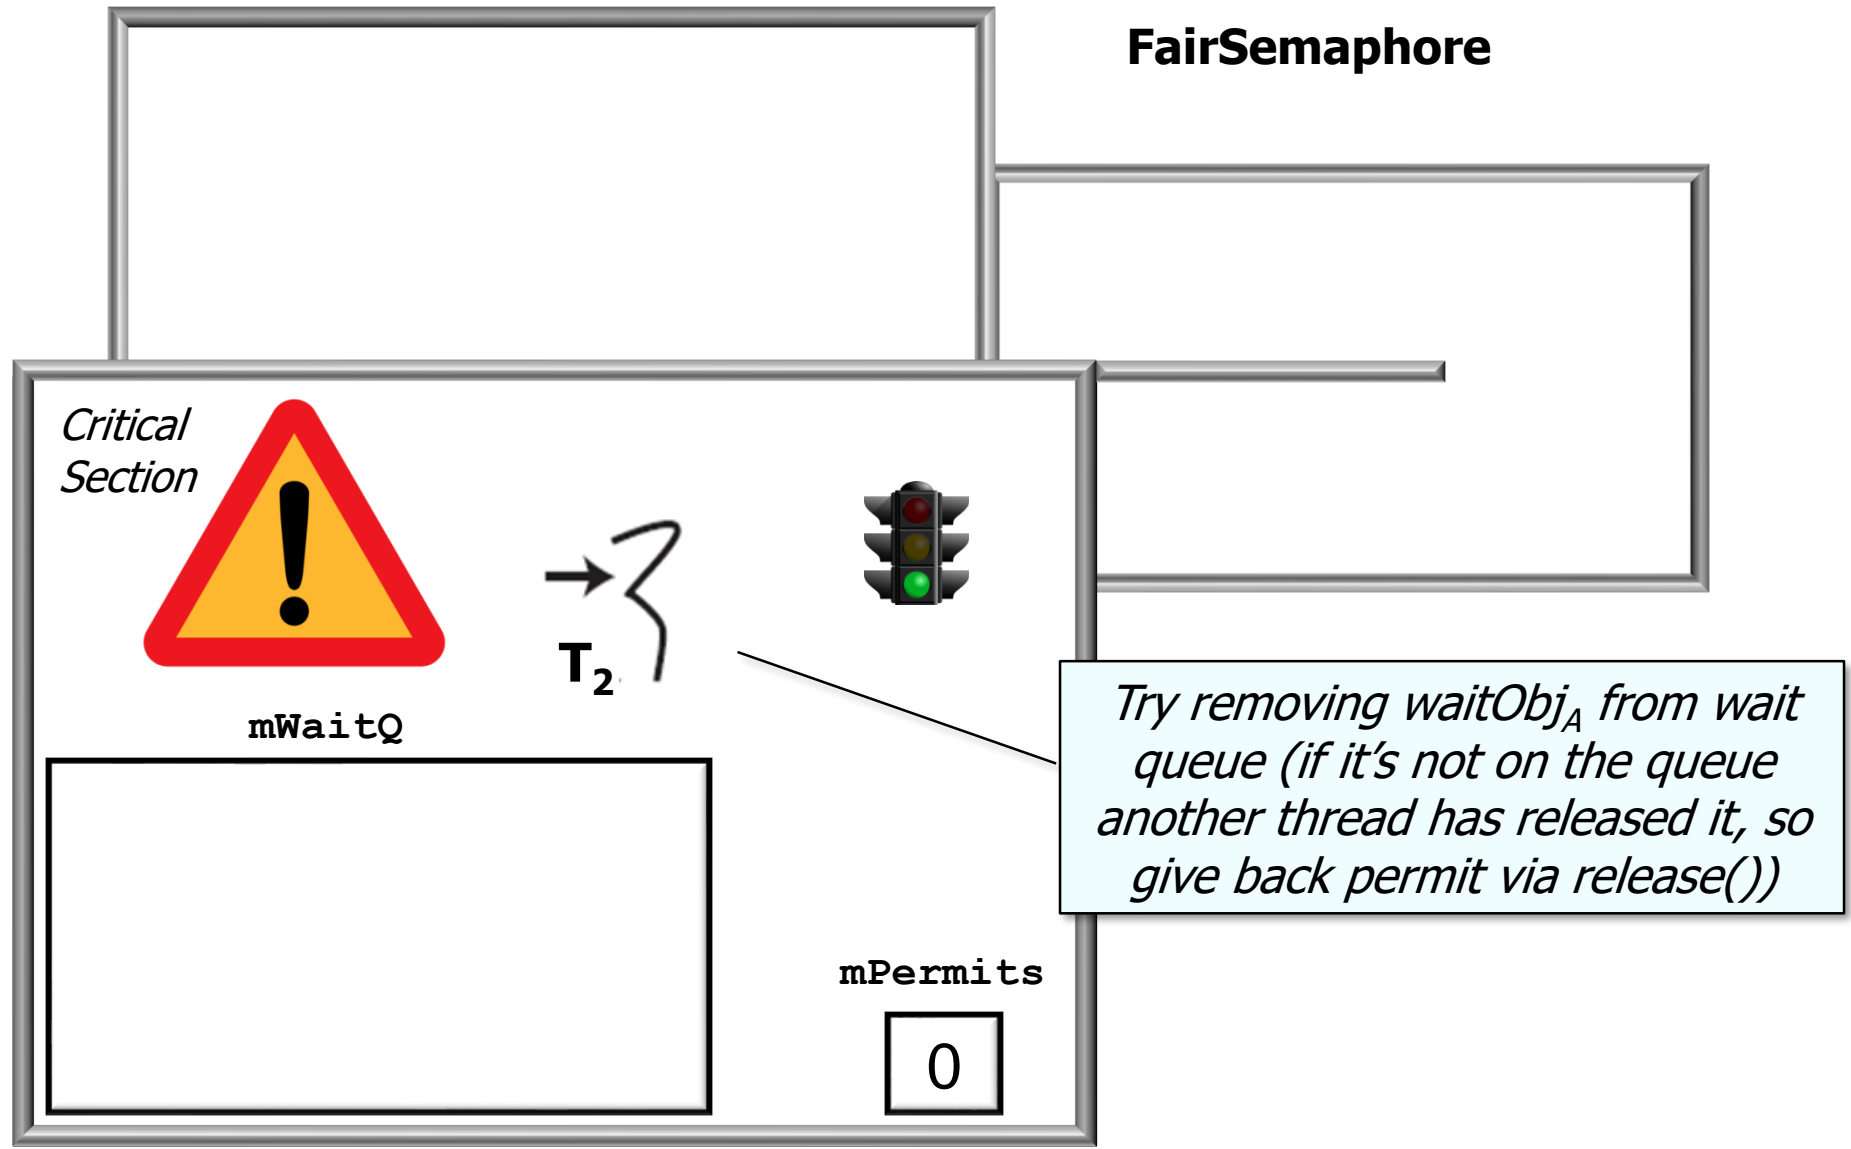 FairSemaphore
Critical
Section
T2
mWaitQ
Try removing waitObjA from wait
queue (if it’s not on the queue
another thread has released it, so
give back permit via release())
mPermits
0